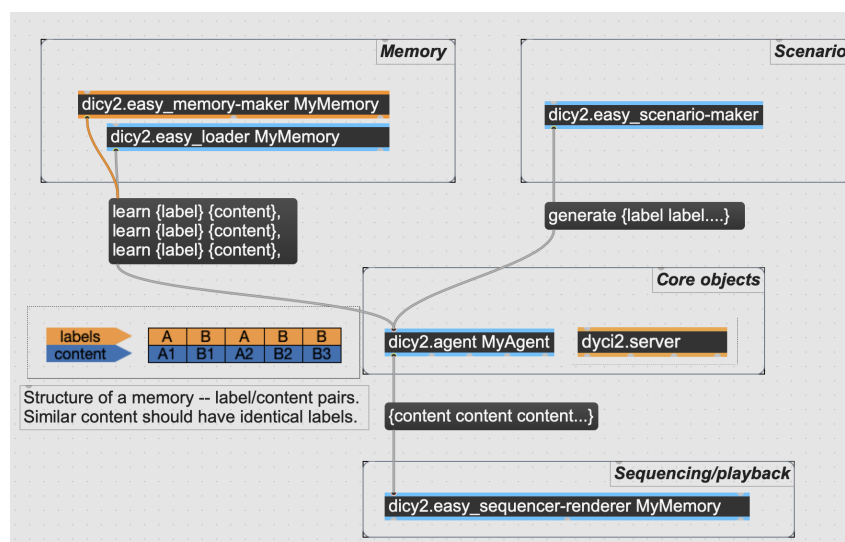 Memory
Scenario
dicy2.easy_memory-maker MyMemory
dicy2.easy_loader MyMemory
dicy2.easy_scenario-maker
learn {label} {content},
learn {label} {content},
learn {label} {content},
generate {label label....}
Core objects
labels A B A B B
content A1 B1 A2 B2 B3
dicy2.agent MyAgent
dyci2.server
Structure of a memory -- label/content pairs.
Similar content should have identical labels.
{content content content...}
Sequencing/playback
dicy2.easy_sequencer-renderer MyMemory